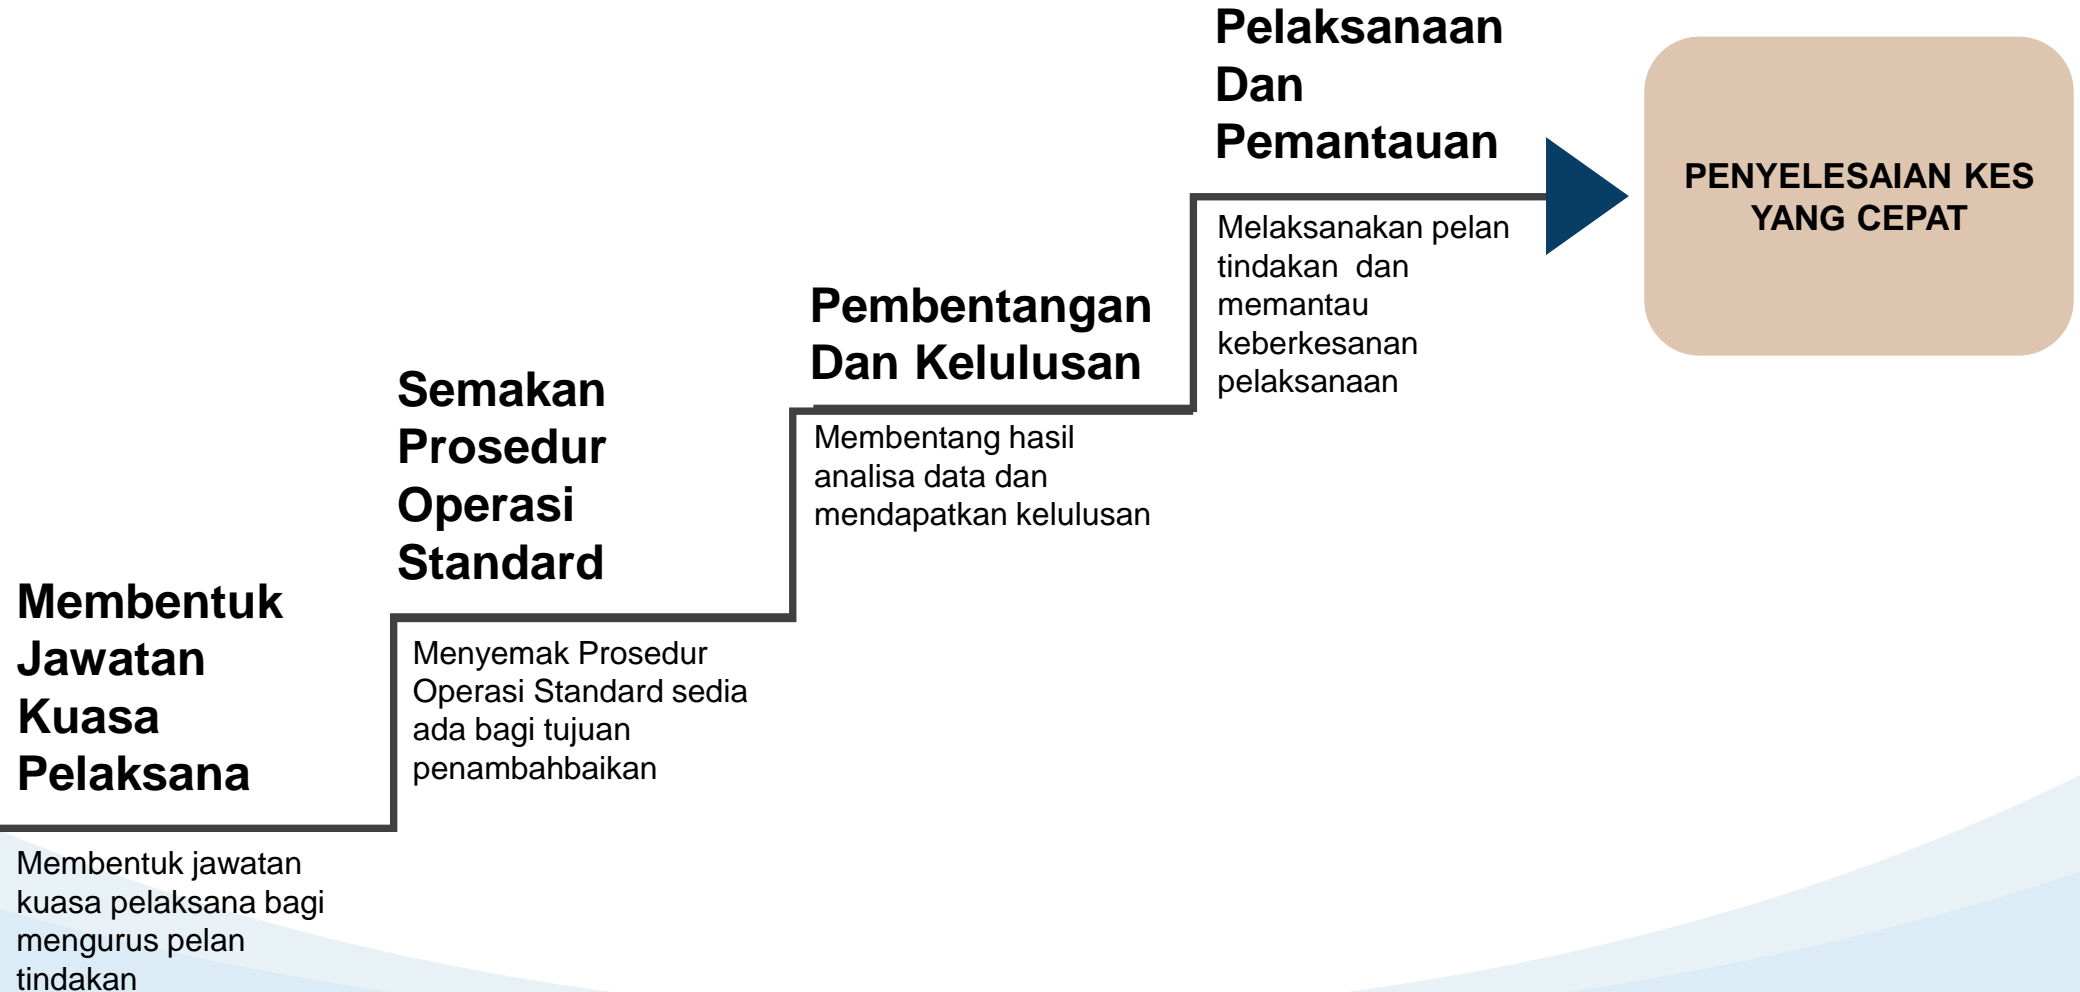 Membentuk
Jawatan
Kuasa
Pelaksana
Membentuk jawatan
kuasa pelaksana bagi
mengurus pelan
tindakan
Semakan
Prosedur
Operasi
Standard
Menyemak Prosedur
Operasi Standard sedia
ada bagi tujuan
penambahbaikan
Pembentangan
Dan Kelulusan
Membentang hasil
analisa data dan
mendapatkan kelulusan
Pelaksanaan
Dan
Pemantauan
Melaksanakan pelan
tindakan  dan
memantau
keberkesanan
pelaksanaan
PENYELESAIAN KES
YANG CEPAT